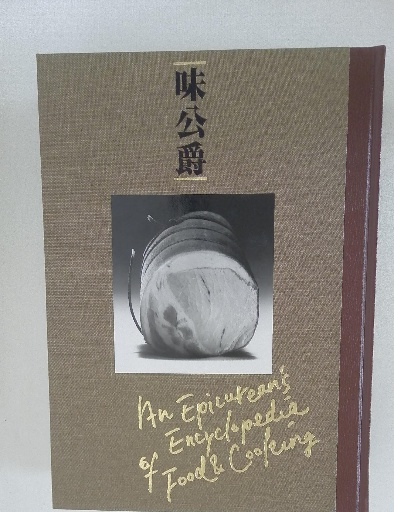 味公爵
An Epicurean's
Encyclopedia
of Food & Cooking